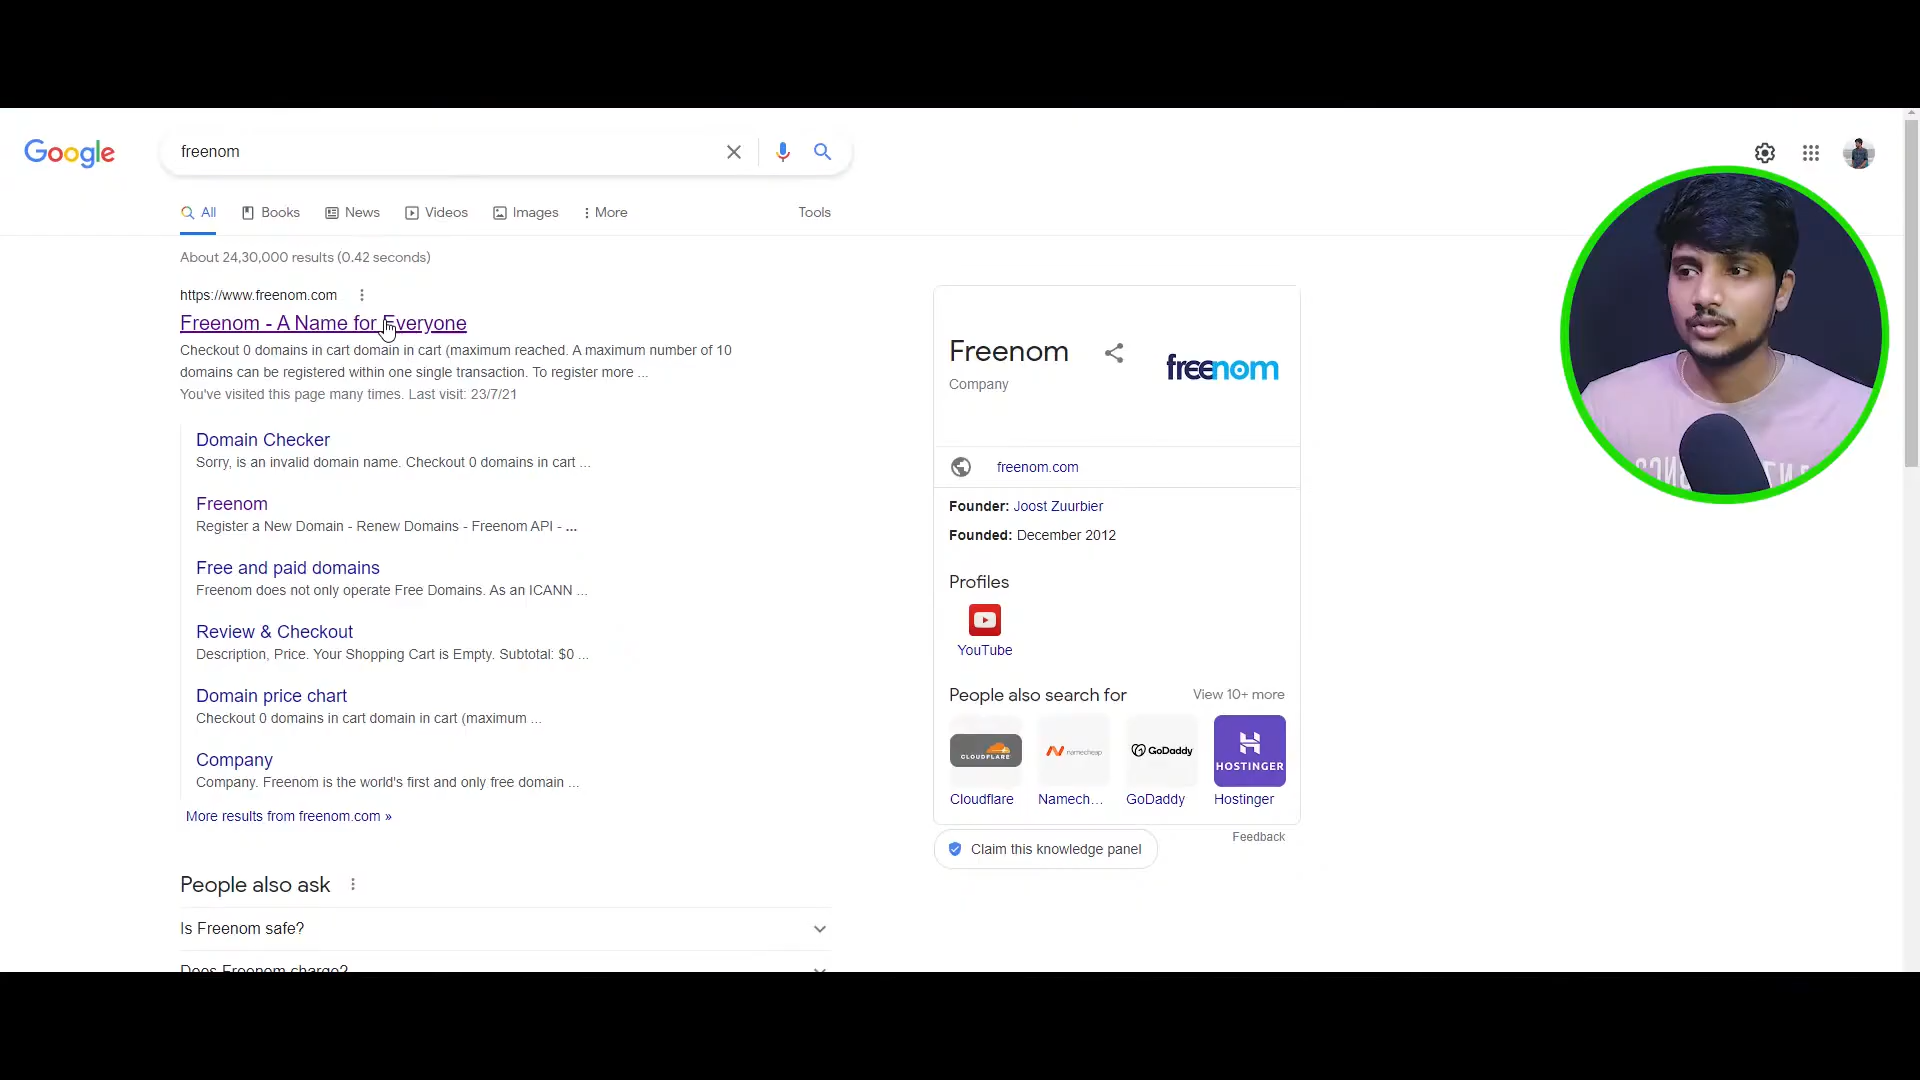 Google
freenom
All
Books
News
Videos
Images
More
Tools
About 24,30,000 results (0.42 seconds)
https://www.freenom.com
Freenom - A Name for Everyone
Checkout 0 domains in cart domain in cart (maximum reached. A maximum number of 10
domains can be registered within one single transaction. To register more ...
You've visited this page many times. Last visit: 23/7/21
Domain Checker
Sorry, is an invalid domain name. Checkout 0 domains in cart ...
Freenom
Register a New Domain - Renew Domains - Freenom API - ...
Free and paid domains
Freenom does not only operate Free Domains. As an ICANN ...
Review & Checkout
Description, Price. Your Shopping Cart is Empty. Subtotal: $0 ...
Domain price chart
Checkout 0 domains in cart domain in cart (maximum ...
Company
Company. Freenom is the world's first and only free domain ...
More results from freenom.com »
People also ask
Is Freenom safe?
Does Freenom charge?
Freenom
Company
freenom
freenom.com
Founder: Joost Zuurbier
Founded: December 2012
Profiles
YouTube
People also search for
View 10+ more
CLOUDFLARE
namecheap
GoDaddy
HOSTINGER
Cloudflare
Namech...
GoDaddy
Hostinger
Feedback
Claim this knowledge panel